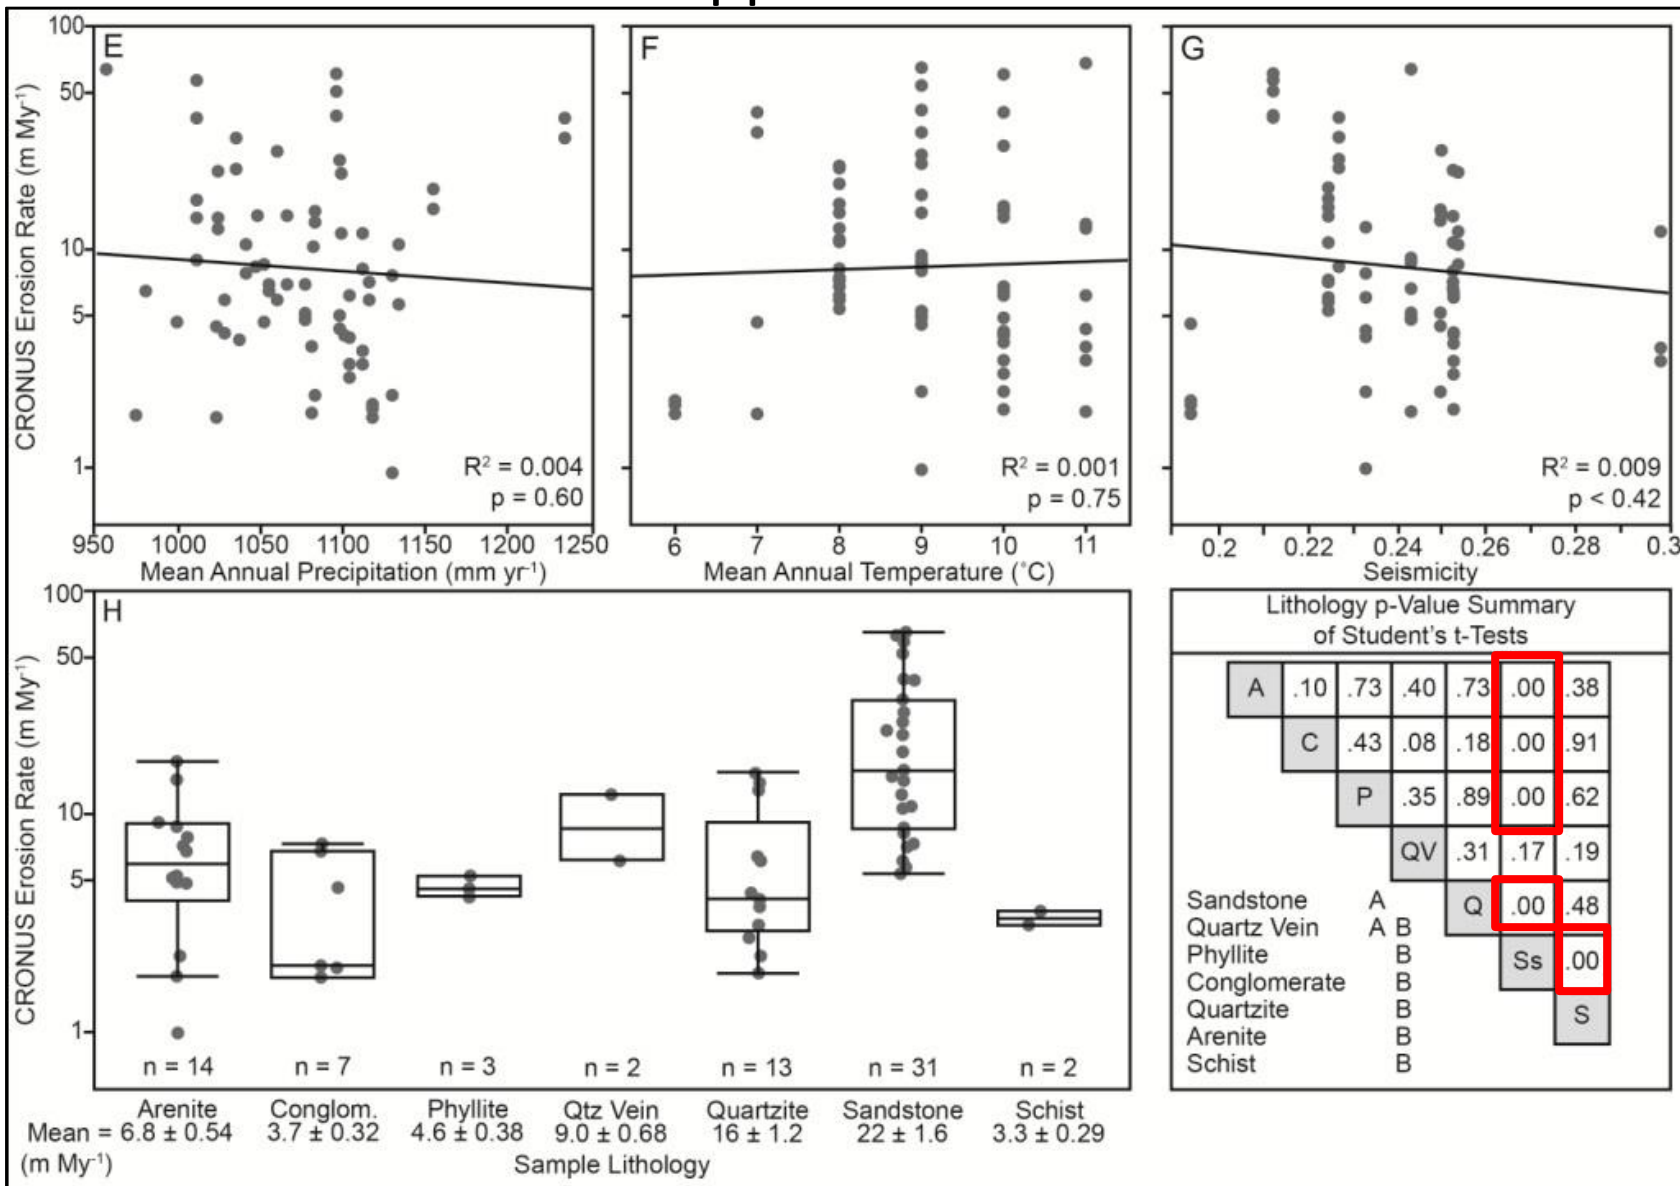 E
F
G
100
50
10
5
1
CRONUS Erosion Rate (m My-1)
R2 = 0.004
p = 0.60
R2 = 0.001
p = 0.75
R2 = 0.009
p < 0.42
950 1000 1050 1100 1150 1200 1250
Mean Annual Precipitation (mm yr-1)
6 7 8 9 10 11
Mean Annual Temperature (˚C)
0.2 0.22 0.24 0.26 0.28 0.3
Seismicity
H
100
50
10
5
1
CRONUS Erosion Rate (m My-1)
n = 14 n = 7 n = 3 n = 2 n = 13 n = 31 n = 2
Arenite Conglom. Phyllite Qtz Vein Quartzite Sandstone Schist
Mean = 6.8 ± 0.54 3.7 ± 0.32 4.6 ± 0.38 9.0 ± 0.68 16 ± 1.2 22 ± 1.6 3.3 ± 0.29
(m My-1)
Sample Lithology
Lithology p-Value Summary
of Student's t-Tests
A .10 .73 .40 .73 .00 .38
C .43 .08 .18 .00 .91
P .35 .89 .00 .62
QV .31 .17 .19
Q .00 .48
Ss .00
S
Sandstone A
Quartz Vein A B
Phyllite B
Conglomerate B
Quartzite B
Arenite B
Schist B